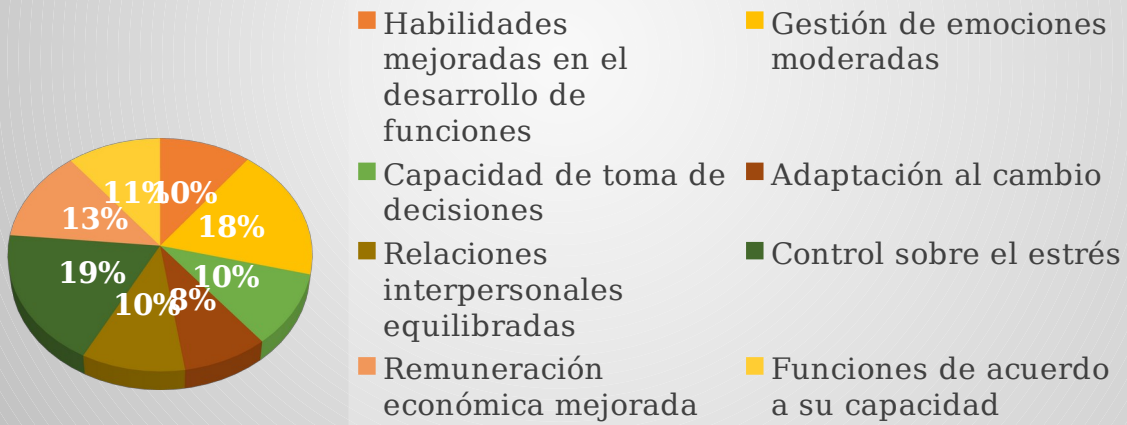 Habilidades
mejoradas en el
desarrollo de
funciones
Gestión de emociones
moderadas
Capacidad de toma de
decisiones
Adaptación al cambio
Relaciones
interpersonales
equilibradas
Control sobre el estrés
Remuneración
económica mejorada
Funciones de acuerdo
a su capacidad
10%
18%
10%
8%
10%
19%
13%
11%